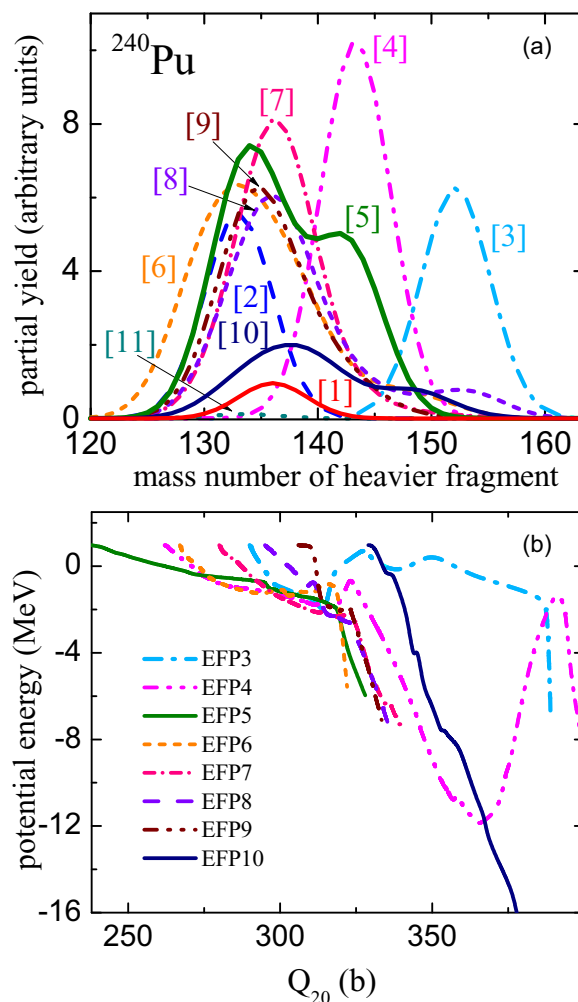 ²⁴⁰Pu
(a)
[4]
[7]
[9]
[8]
[5]
[3]
[6]
[2]
[10]
[11]
[1]
partial yield (arbitrary units)
8
4
0
120 130 140 150 160
mass number of heavier fragment
(b)
potential energy (MeV)
0
-4
-8
-12
-16
EFP3
EFP4
EFP5
EFP6
EFP7
EFP8
EFP9
EFP10
250 300 350
Q₂₀ (b)